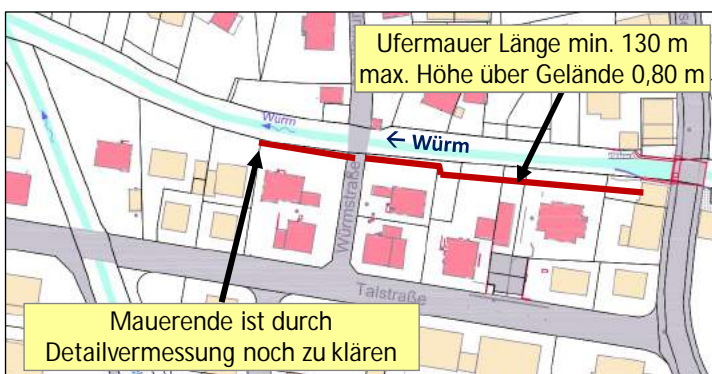 Ufermauer Länge min. 130 m
max. Höhe über Gelände 0,80 m
Würm
← Würm
Würmstraße
Talstraße
Mauerende ist durch
Detailvermessung noch zu klären